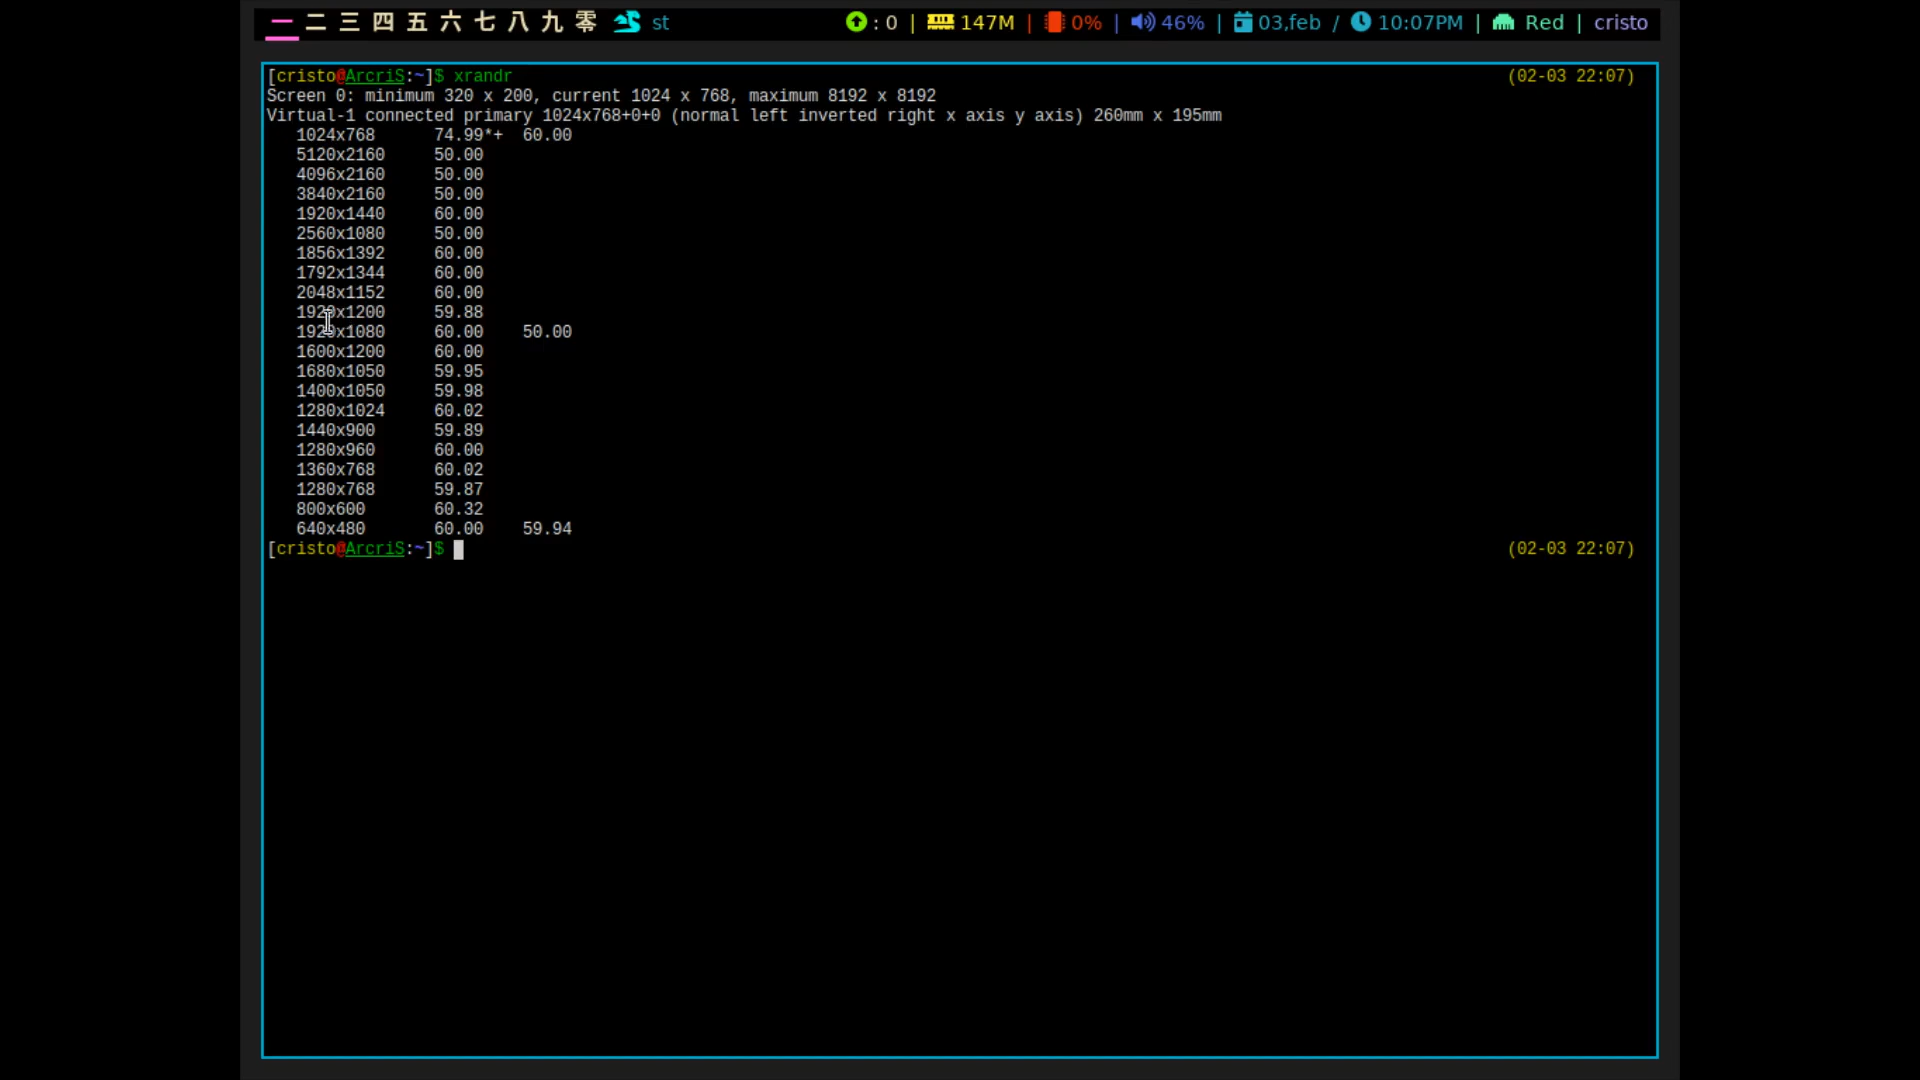 一 二 三 四 五 六 七 八 九 零 st : 0 | 147M | 0% | 46% | 03,feb / 10:07PM | Red | cristo
[cristo@ArcriS:~]$ xrandr (02-03 22:07)
Screen 0: minimum 320 x 200, current 1024 x 768, maximum 8192 x 8192
Virtual-1 connected primary 1024x768+0+0 (normal left inverted right x axis y axis) 260mm x 195mm
1024x768 74.99*+ 60.00
5120x2160 50.00
4096x2160 50.00
3840x2160 50.00
1920x1440 60.00
2560x1080 50.00
1856x1392 60.00
1792x1344 60.00
2048x1152 60.00
1920x1200 59.88
1920x1080 60.00 50.00
1600x1200 60.00
1680x1050 59.95
1400x1050 59.98
1280x1024 60.02
1440x900 59.89
1280x960 60.00
1360x768 60.02
1280x768 59.87
800x600 60.32
640x480 60.00 59.94
[cristo@ArcriS:~]$ (02-03 22:07)